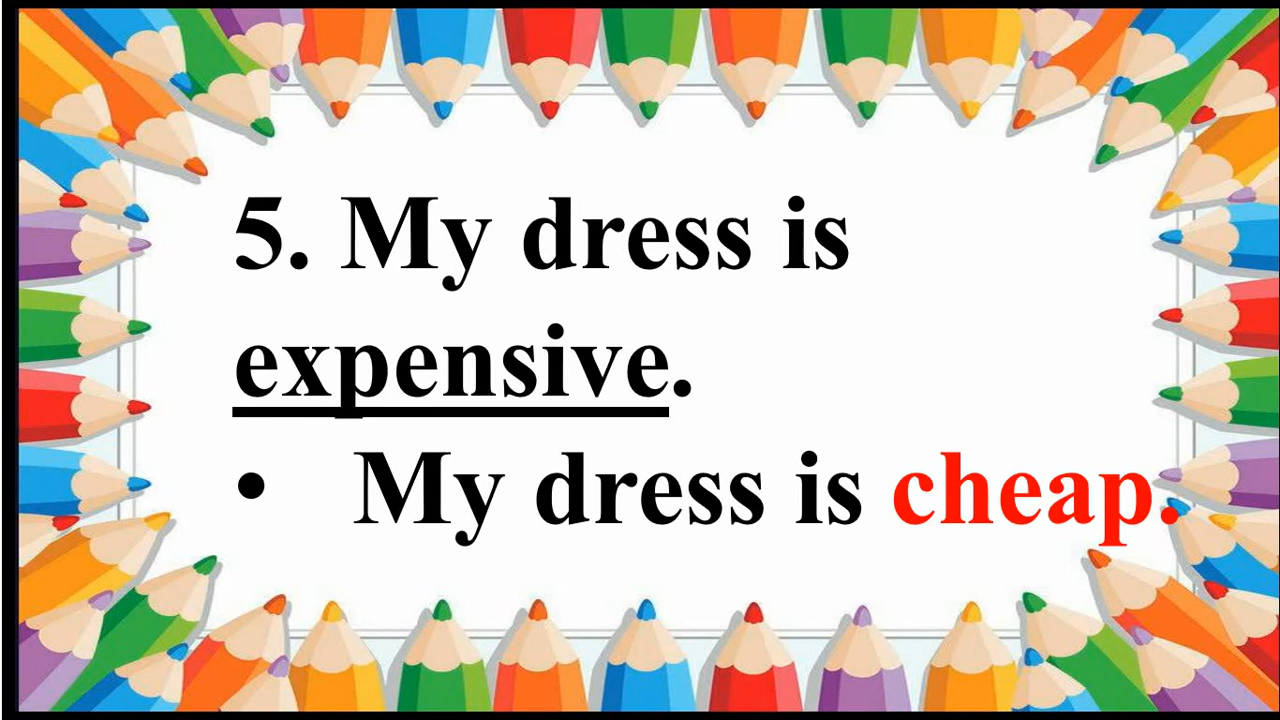 5. My dress is
expensive.
• My dress is cheap.